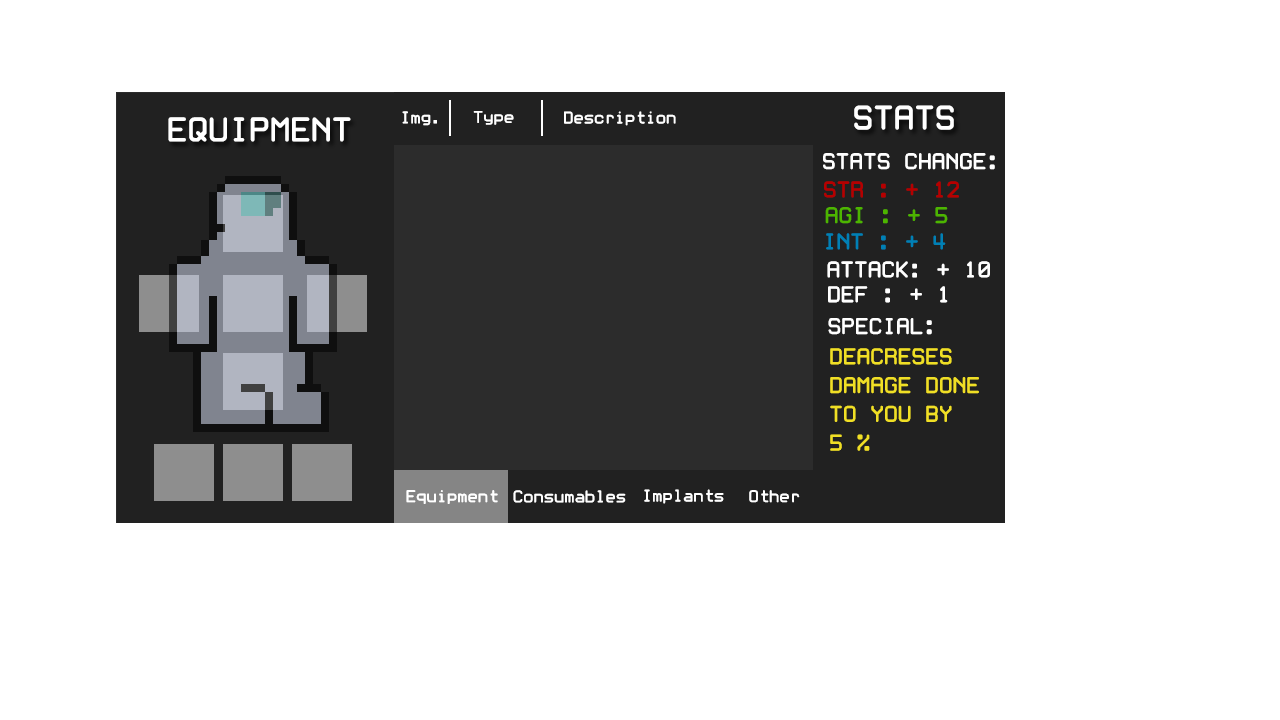 EQUIPMENT
Img. Type Description
Equipment Consumables Implants Other
STATS
STATS CHANGE:
STR : + 12
AGI : + 5
INT : + 4
ATTACK: + 10
DEF : + 1
SPECIAL:
DEACRESES
DAMAGE DONE
TO YOU BY
5 %